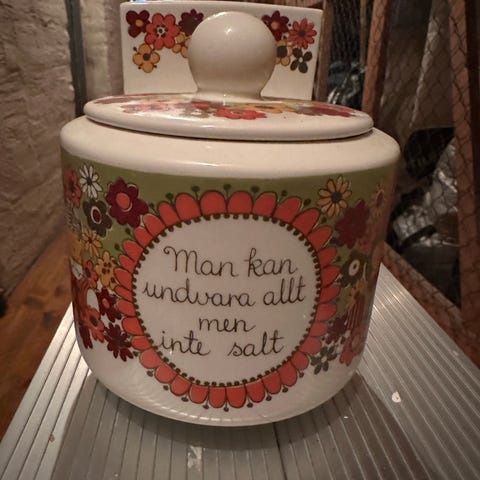 Man kan
undvara allt
men
inte salt